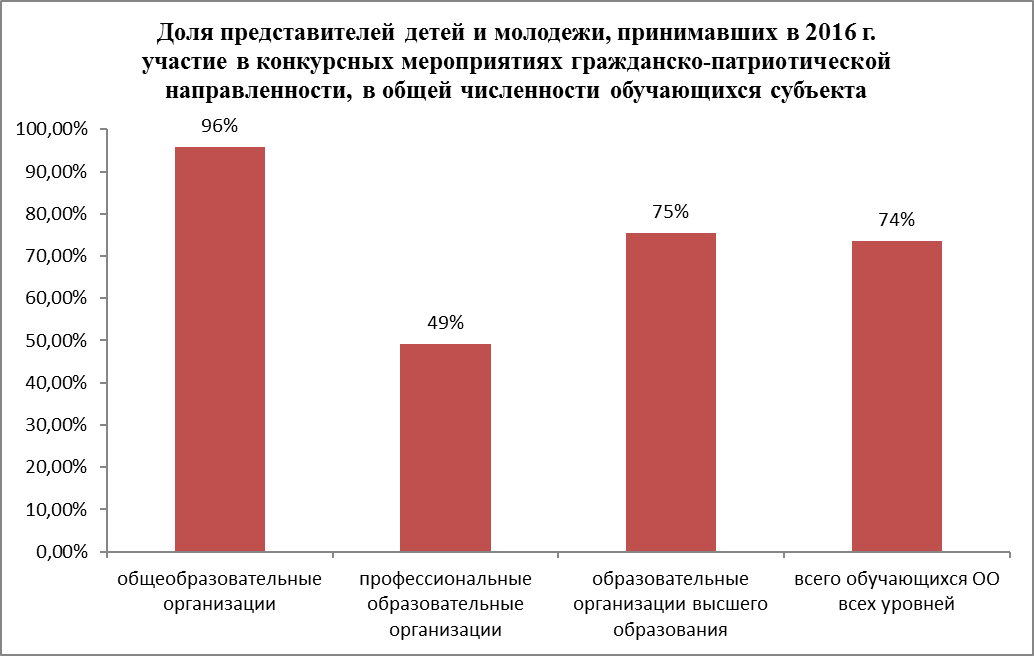 Доля представителей детей и молодежи, принимавших в 2016 г.
участие в конкурсных мероприятиях гражданско-патриотической
направленности, в общей численности обучающихся субъекта
100,00%
90,00%
80,00%
70,00%
60,00%
50,00%
40,00%
30,00%
20,00%
10,00%
0,00%
96%
49%
75%
74%
общеобразовательные
организации
профессиональные
образовательные
организации
образовательные
организации высшего
образования
всего обучающихся ОО
всех уровней